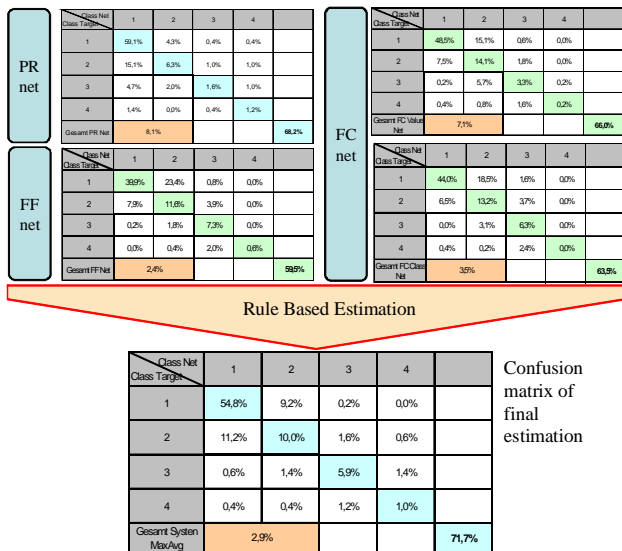 PR net
Class Net
Class Target 1 2 3 4
1 59,1% 4,3% 0,4% 0,4%
2 15,1% 6,3% 1,0% 1,0%
3 4,7% 2,0% 1,6% 1,0%
4 1,4% 0,0% 0,4% 1,2%
Gesamt PR Net 8,1% 68,2%
FF net
Class Net
Class Target 1 2 3 4
1 39,9% 23,4% 0,8% 0,0%
2 7,9% 11,6% 3,9% 0,0%
3 0,2% 1,8% 7,3% 0,0%
4 0,0% 0,4% 2,0% 0,6%
Gesamt FF Net 2,4% 59,5%
FC net
Class Net
Class Target 1 2 3 4
1 48,5% 15,1% 0,6% 0,0%
2 7,5% 14,1% 1,8% 0,0%
3 0,2% 5,7% 3,3% 0,2%
4 0,4% 0,8% 1,6% 0,2%
Gesamt FC Value Net 7,1% 66,0%
Class Net
Class Target 1 2 3 4
1 44,0% 18,5% 1,6% 0,0%
2 6,5% 13,2% 3,7% 0,0%
3 0,0% 3,1% 6,3% 0,0%
4 0,4% 0,2% 2,4% 0,0%
Gesamt FC Class Net 3,5% 63,5%
Rule Based Estimation
Class Net
Class Target 1 2 3 4
1 54,8% 9,2% 0,2% 0,0%
2 11,2% 10,0% 1,6% 0,6%
3 0,6% 1,4% 5,9% 1,4%
4 0,4% 0,4% 1,2% 1,0%
Gesamt Systen MaxAvg 2,9% 71,7%
Confusion
matrix of
final
estimation